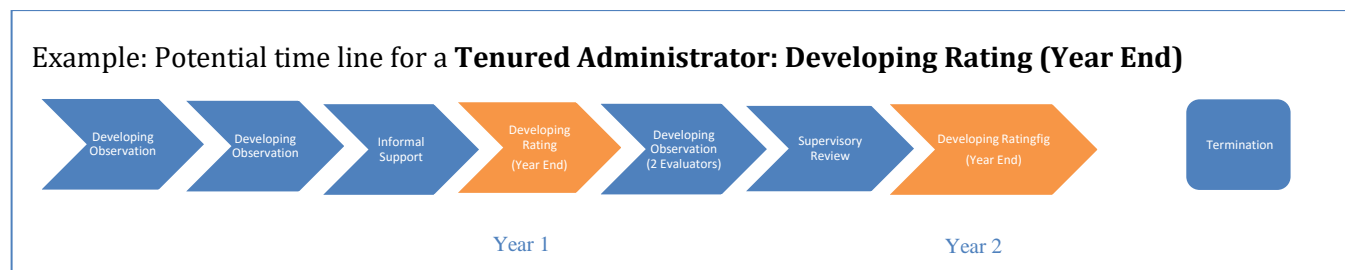 Example: Potential time line for a Tenured Administrator: Developing Rating (Year End)
Developing
Observation
Developing
Observation
Informal
Support
Developing
Rating
(Year End)
Developing
Observation
(2 Evaluators)
Supervisory
Review
Developing Ratingfig
(Year End)
Termination
Year 1
Year 2